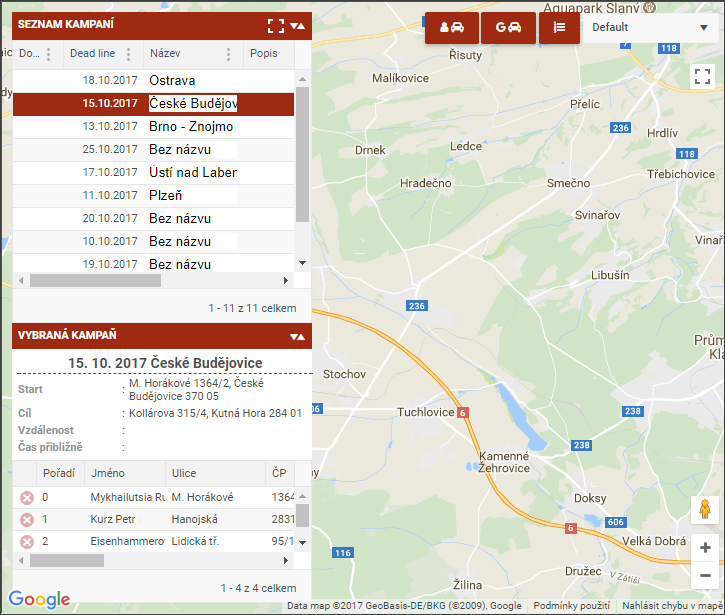 SEZNAM KAMPANÍ
Do...
Dead line
Název
Popis
18.10.2017 Ostrava
15.10.2017 České Budějov
13.10.2017 Brno - Znojmo
25.10.2017 Bez názvu
17.10.2017 Ústí nad Laben
11.10.2017 Plzeň
20.10.2017 Bez názvu
10.10.2017 Bez názvu
19.10.2017 Bez názvu
1 - 11 z 11 celkem
VYBRANÁ KAMPAŇ
15. 10. 2017 České Budějovice
Start : M. Horákové 1364/2, České
Budějovice 370 05
Cíl : Kollárova 315/4, Kutná Hora 284 01
Vzdálenost :
Čas přibližně :
Pořadí Jméno Ulice ČP
0 Mykhailutsia Ru M. Horákové 1364
1 Kurz Petr Hanojská 2831
2 Eisenhammerov Lidická tř. 95/1
1 - 4 z 4 celkem
Google
G
Default
Aquapark Slaný
7
118
Řisuty
Malíkovice
Přelíc
236
Hrdlív
Drnek
Ledce
118
Třebichovice
Hradečno
Smečno
Svinařov
Vinař
Libušín
236
Prům
Kla
Stochov
06
Tuchlovice
6
238
238
Kamenné
Žehrovice
Doksy
606
6
Velká Dobrá
116
Družec
V Zátiší
Žilina
Data map ©2017 GeoBasis-DE/BKG (©2009), Google
Podmínky použití
Nahlásit chybu v mapě